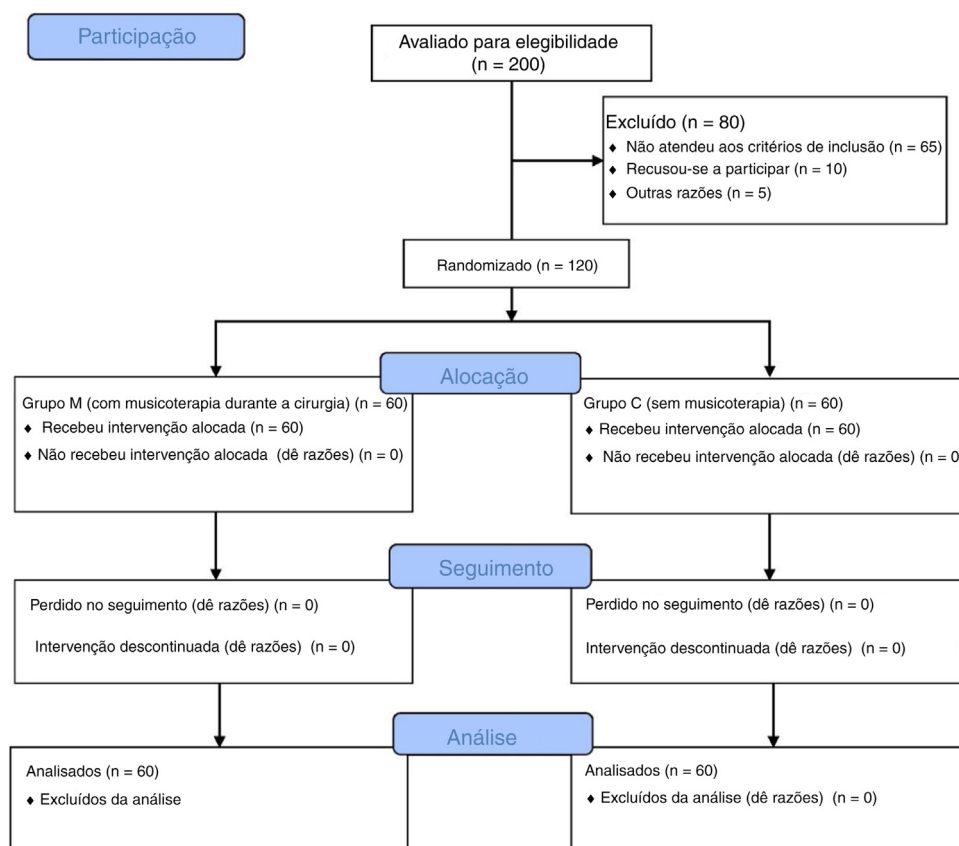 Participação
Avaliado para elegibilidade
(n = 200)
Excluído (n = 80)
♦ Não atendeu aos critérios de inclusão (n = 65)
♦ Recusou-se a participar (n = 10)
♦ Outras razões (n = 5)
Randomizado (n = 120)
Alocação
Grupo M (com musicoterapia durante a cirurgia) (n = 60)
♦ Recebeu intervenção alocada (n = 60)
♦ Não recebeu intervenção alocada (dê razões) (n = 0)
Grupo C (sem musicoterapia) (n = 60)
♦ Recebeu intervenção alocada (n = 60)
♦ Não recebeu intervenção alocada (dê razões) (n = 0
Seguimento
Perdido no seguimento (dê razões) (n = 0)
Intervenção descontinuada (dê razões) (n = 0)
Perdido no seguimento (dê razões) (n = 0)
Intervenção descontinuada (dê razões) (n = 0)
Análise
Analisados (n = 60)
♦ Excluídos da análise
Analisados (n = 60)
♦ Excluídos da análise (dê razões) (n = 0)